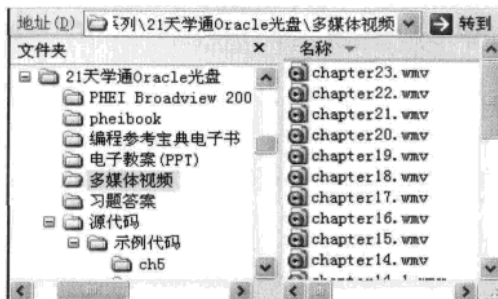 地址(D) 系列\21天学通Oracle光盘\多媒体视频 转到
文件夹 × 名称
21天学通Oracle光盘
PHEI Broadview 200
pheibook
编程参考宝典电子书
电子教案(PPT)
多媒体视频
习题答案
源代码
示例代码
ch5
chapter23.wmv
chapter22.wmv
chapter21.wmv
chapter20.wmv
chapter19.wmv
chapter18.wmv
chapter17.wmv
chapter16.wmv
chapter15.wmv
chapter14.wmv
chapter14-1.wmv